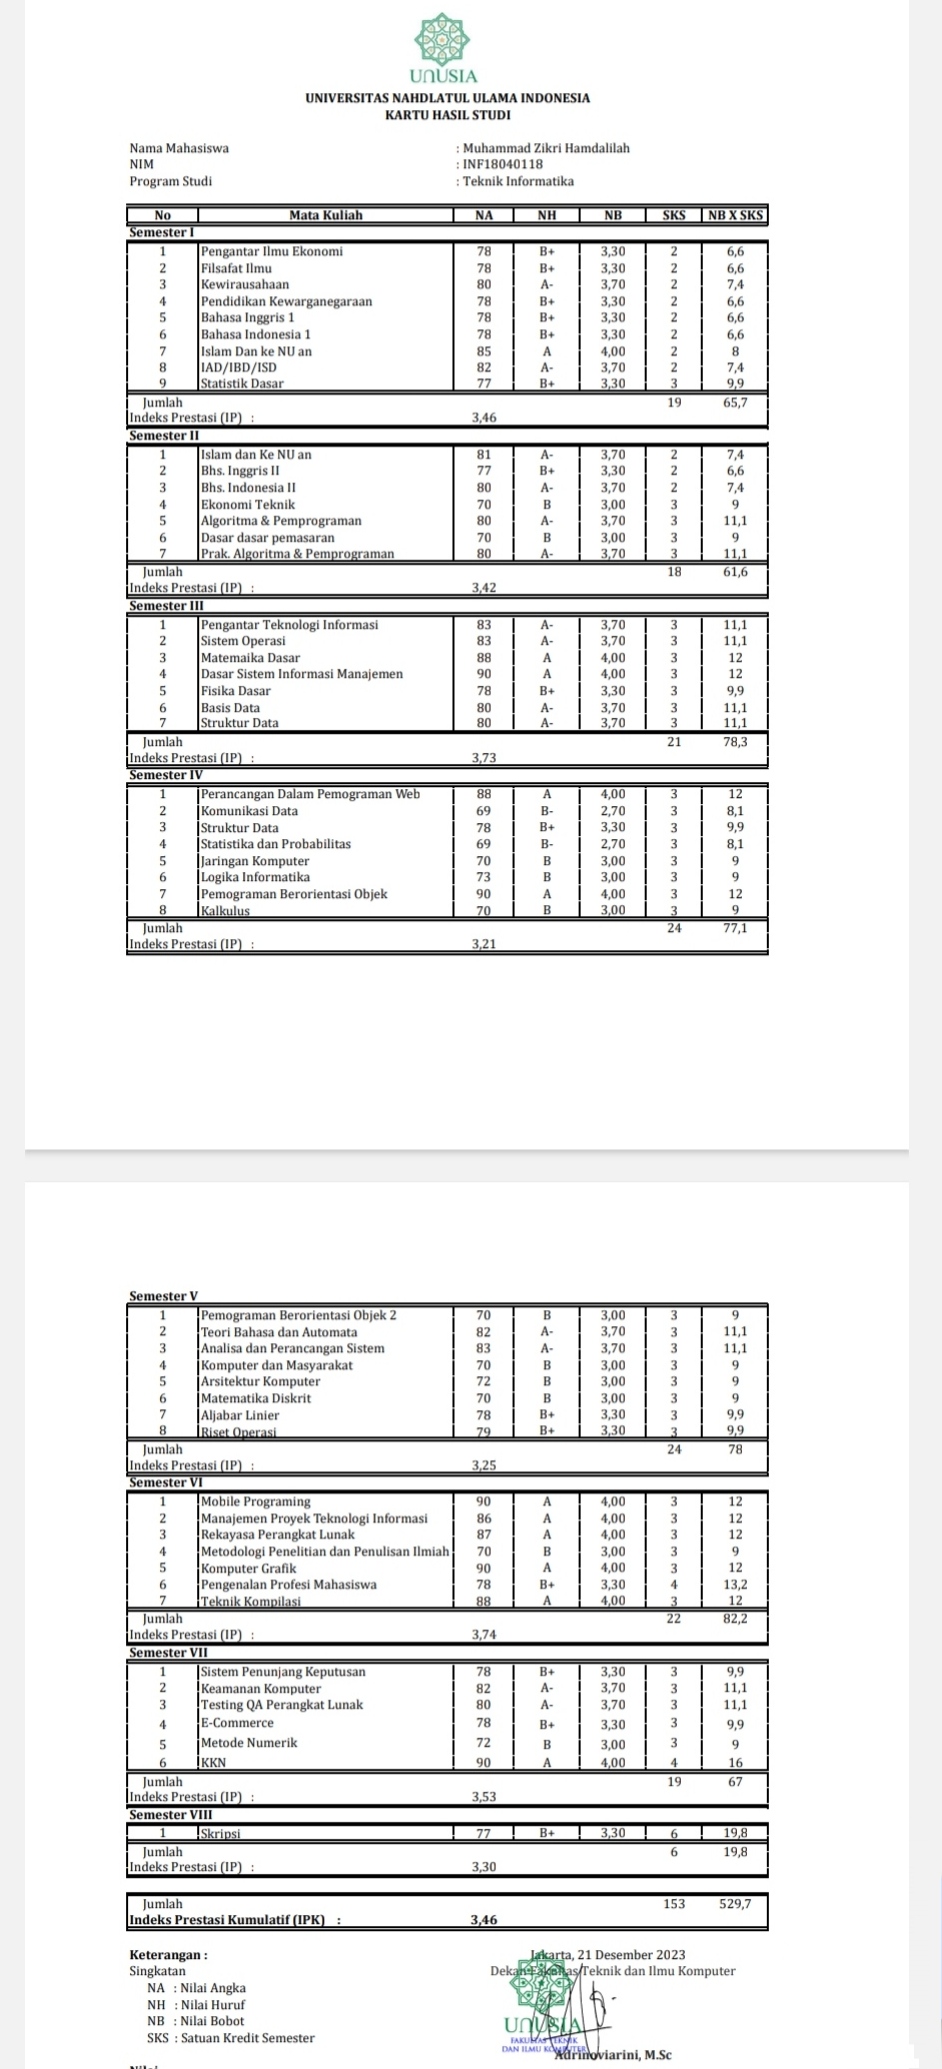 UNUSIA
UNIVERSITAS NAHDLATUL ULAMA INDONESIA
KARTU HASIL STUDI
Nama Mahasiswa : Muhammad Zikri Hamdalilah
NIM : INF18040118
Program Studi : Teknik Informatika
No Mata Kuliah NA NH NB SKS NB X SKS
Semester I
1 Pengantar Ilmu Ekonomi 78 B+ 3,30 2 6,6
2 Filsafat Ilmu 78 B+ 3,30 2 6,6
3 Kewirausahaan 80 A- 3,70 2 7,4
4 Pendidikan Kewarganegaraan 78 B+ 3,30 2 6,6
5 Bahasa Inggris 1 78 B+ 3,30 2 6,6
6 Bahasa Indonesia 1 78 B+ 3,30 2 6,6
7 Islam Dan ke NU an 85 A 4,00 2 8
8 IAD/IBD/ISD 82 A- 3,70 2 7,4
9 Statistik Dasar 77 B+ 3,30 3 9,9
Jumlah 19 65,7
Indeks Prestasi (IP) : 3,46
Semester II
1 Islam dan Ke NU an 81 A- 3,70 2 7,4
2 Bhs. Inggris II 77 B+ 3,30 2 6,6
3 Bhs. Indonesia II 80 A- 3,70 2 7,4
4 Ekonomi Teknik 70 B 3,00 3 9
5 Algoritma & Pemprograman 80 A- 3,70 3 11,1
6 Dasar dasar pemasaran 70 B 3,00 3 9
7 Prak. Algoritma & Pemprograman 80 A- 3,70 3 11,1
Jumlah 18 61,6
Indeks Prestasi (IP) : 3,42
Semester III
1 Pengantar Teknologi Informasi 83 A- 3,70 3 11,1
2 Sistem Operasi 83 A- 3,70 3 11,1
3 Matemaika Dasar 88 A 4,00 3 12
4 Dasar Sistem Informasi Manajemen 90 A 4,00 3 12
5 Fisika Dasar 78 B+ 3,30 3 9,9
6 Basis Data 80 A- 3,70 3 11,1
7 Struktur Data 80 A- 3,70 3 11,1
Jumlah 21 78,3
Indeks Prestasi (IP) : 3,73
Semester IV
1 Perancangan Dalam Pemograman Web 88 A 4,00 3 12
2 Komunikasi Data 69 B- 2,70 3 8,1
3 Struktur Data 78 B+ 3,30 3 9,9
4 Statistika dan Probabilitas 69 B- 2,70 3 8,1
5 Jaringan Komputer 70 B 3,00 3 9
6 Logika Informatika 73 B 3,00 3 9
7 Pemograman Berorientasi Objek 90 A 4,00 3 12
8 Kalkulus 70 B 3,00 3 9
Jumlah 24 77,1
Indeks Prestasi (IP) : 3,21
Semester V
1 Pemograman Berorientasi Objek 2 70 B 3,00 3 9
2 Teori Bahasa dan Automata 82 A- 3,70 3 11,1
3 Analisa dan Perancangan Sistem 83 A- 3,70 3 11,1
4 Komputer dan Masyarakat 70 B 3,00 3 9
5 Arsitektur Komputer 72 B 3,00 3 9
6 Matematika Diskrit 70 B 3,00 3 9
7 Aljabar Linier 78 B+ 3,30 3 9,9
8 Riset Operasi 79 B+ 3,30 3 9,9
Jumlah 24 78
Indeks Prestasi (IP) : 3,25
Semester VI
1 Mobile Programing 90 A 4,00 3 12
2 Manajemen Proyek Teknologi Informasi 86 A 4,00 3 12
3 Rekayasa Perangkat Lunak 87 A 4,00 3 12
4 Metodologi Penelitian dan Penulisan Ilmiah 70 B 3,00 3 9
5 Komputer Grafik 90 A 4,00 3 12
6 Pengenalan Profesi Mahasiswa 78 B+ 3,30 4 13,2
7 Teknik Kompilasi 88 A 4,00 3 12
Jumlah 22 82,2
Indeks Prestasi (IP) : 3,74
Semester VII
1 Sistem Penunjang Keputusan 78 B+ 3,30 3 9,9
2 Keamanan Komputer 82 A- 3,70 3 11,1
3 Testing QA Perangkat Lunak 80 A- 3,70 3 11,1
4 E-Commerce 78 B+ 3,30 3 9,9
5 Metode Numerik 72 B 3,00 3 9
6 KKN 90 A 4,00 4 16
Jumlah 19 67
Indeks Prestasi (IP) : 3,53
Semester VIII
1 Skripsi 77 B+ 3,30 6 19,8
Jumlah 6 19,8
Indeks Prestasi (IP) : 3,30
Jumlah 153 529,7
Indeks Prestasi Kumulatif (IPK) : 3,46
Keterangan : Jakarta, 21 Desember 2023
Singkatan Dekan Fakultas Teknik dan Ilmu Komputer
NA : Nilai Angka
NH : Nilai Huruf
NB : Nilai Bobot
SKS : Satuan Kredit Semester
UNUSIA
FAKULTAS TEKNIK
DAN ILMU KOMPUTER
Adrinoviarini, M.Sc